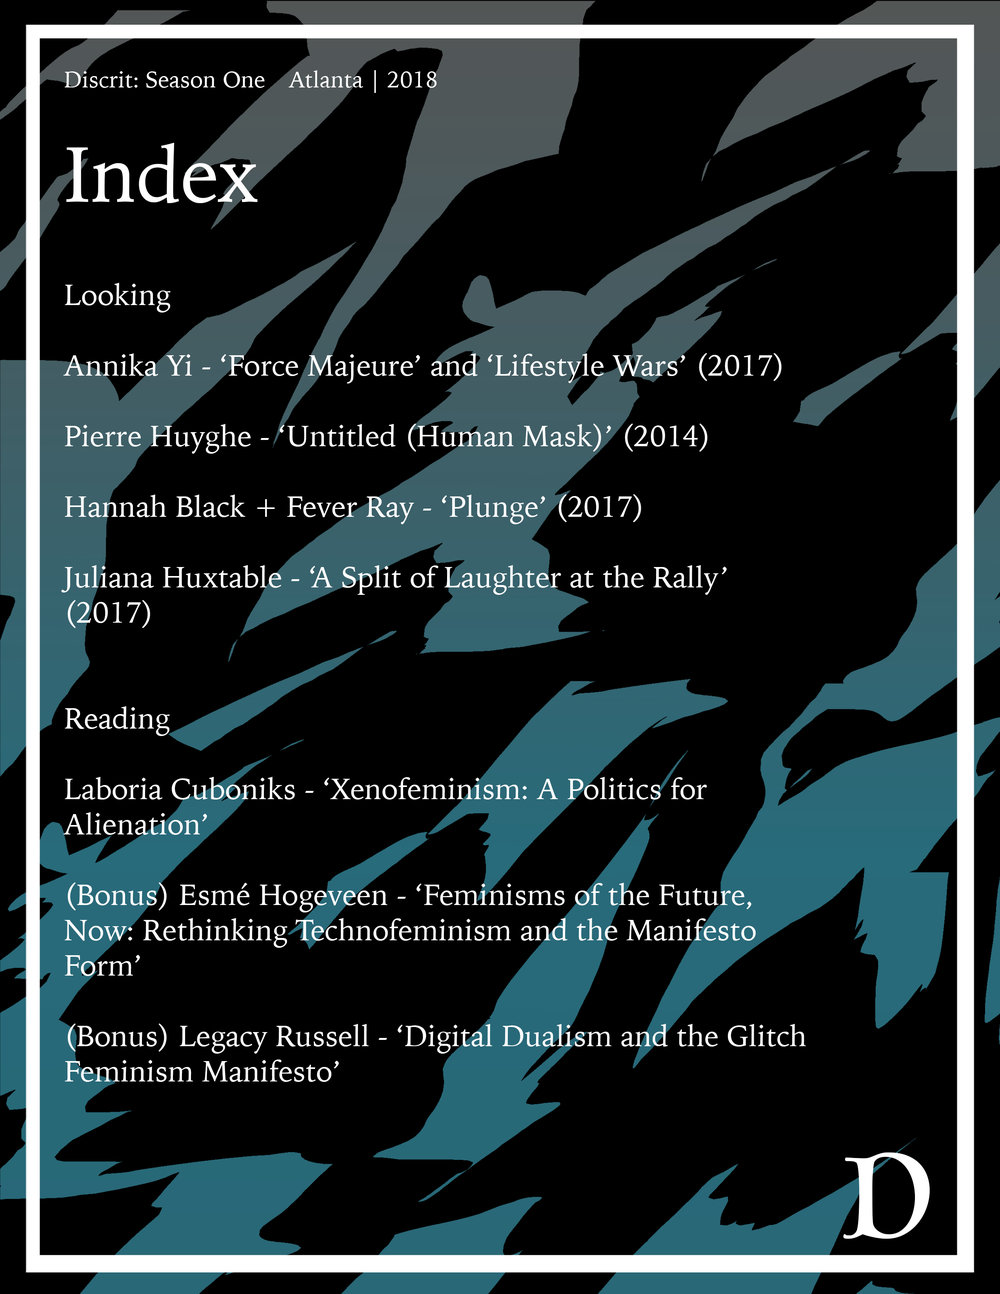 Discrit: Season One Atlanta | 2018
Index
Looking
Annika Yi - ‘Force Majeure’ and ‘Lifestyle Wars’ (2017)
Pierre Huyghe - ‘Untitled (Human Mask)’ (2014)
Hannah Black + Fever Ray - ‘Plunge’ (2017)
Juliana Huxtable - ‘A Split of Laughter at the Rally’
(2017)
Reading
Laboria Cuboniks - ‘Xenofeminism: A Politics for
Alienation’
(Bonus) Esmé Hogeveen - ‘Feminisms of the Future,
Now: Rethinking Technofeminism and the Manifesto
Form’
(Bonus) Legacy Russell - ‘Digital Dualism and the Glitch
Feminism Manifesto’
D